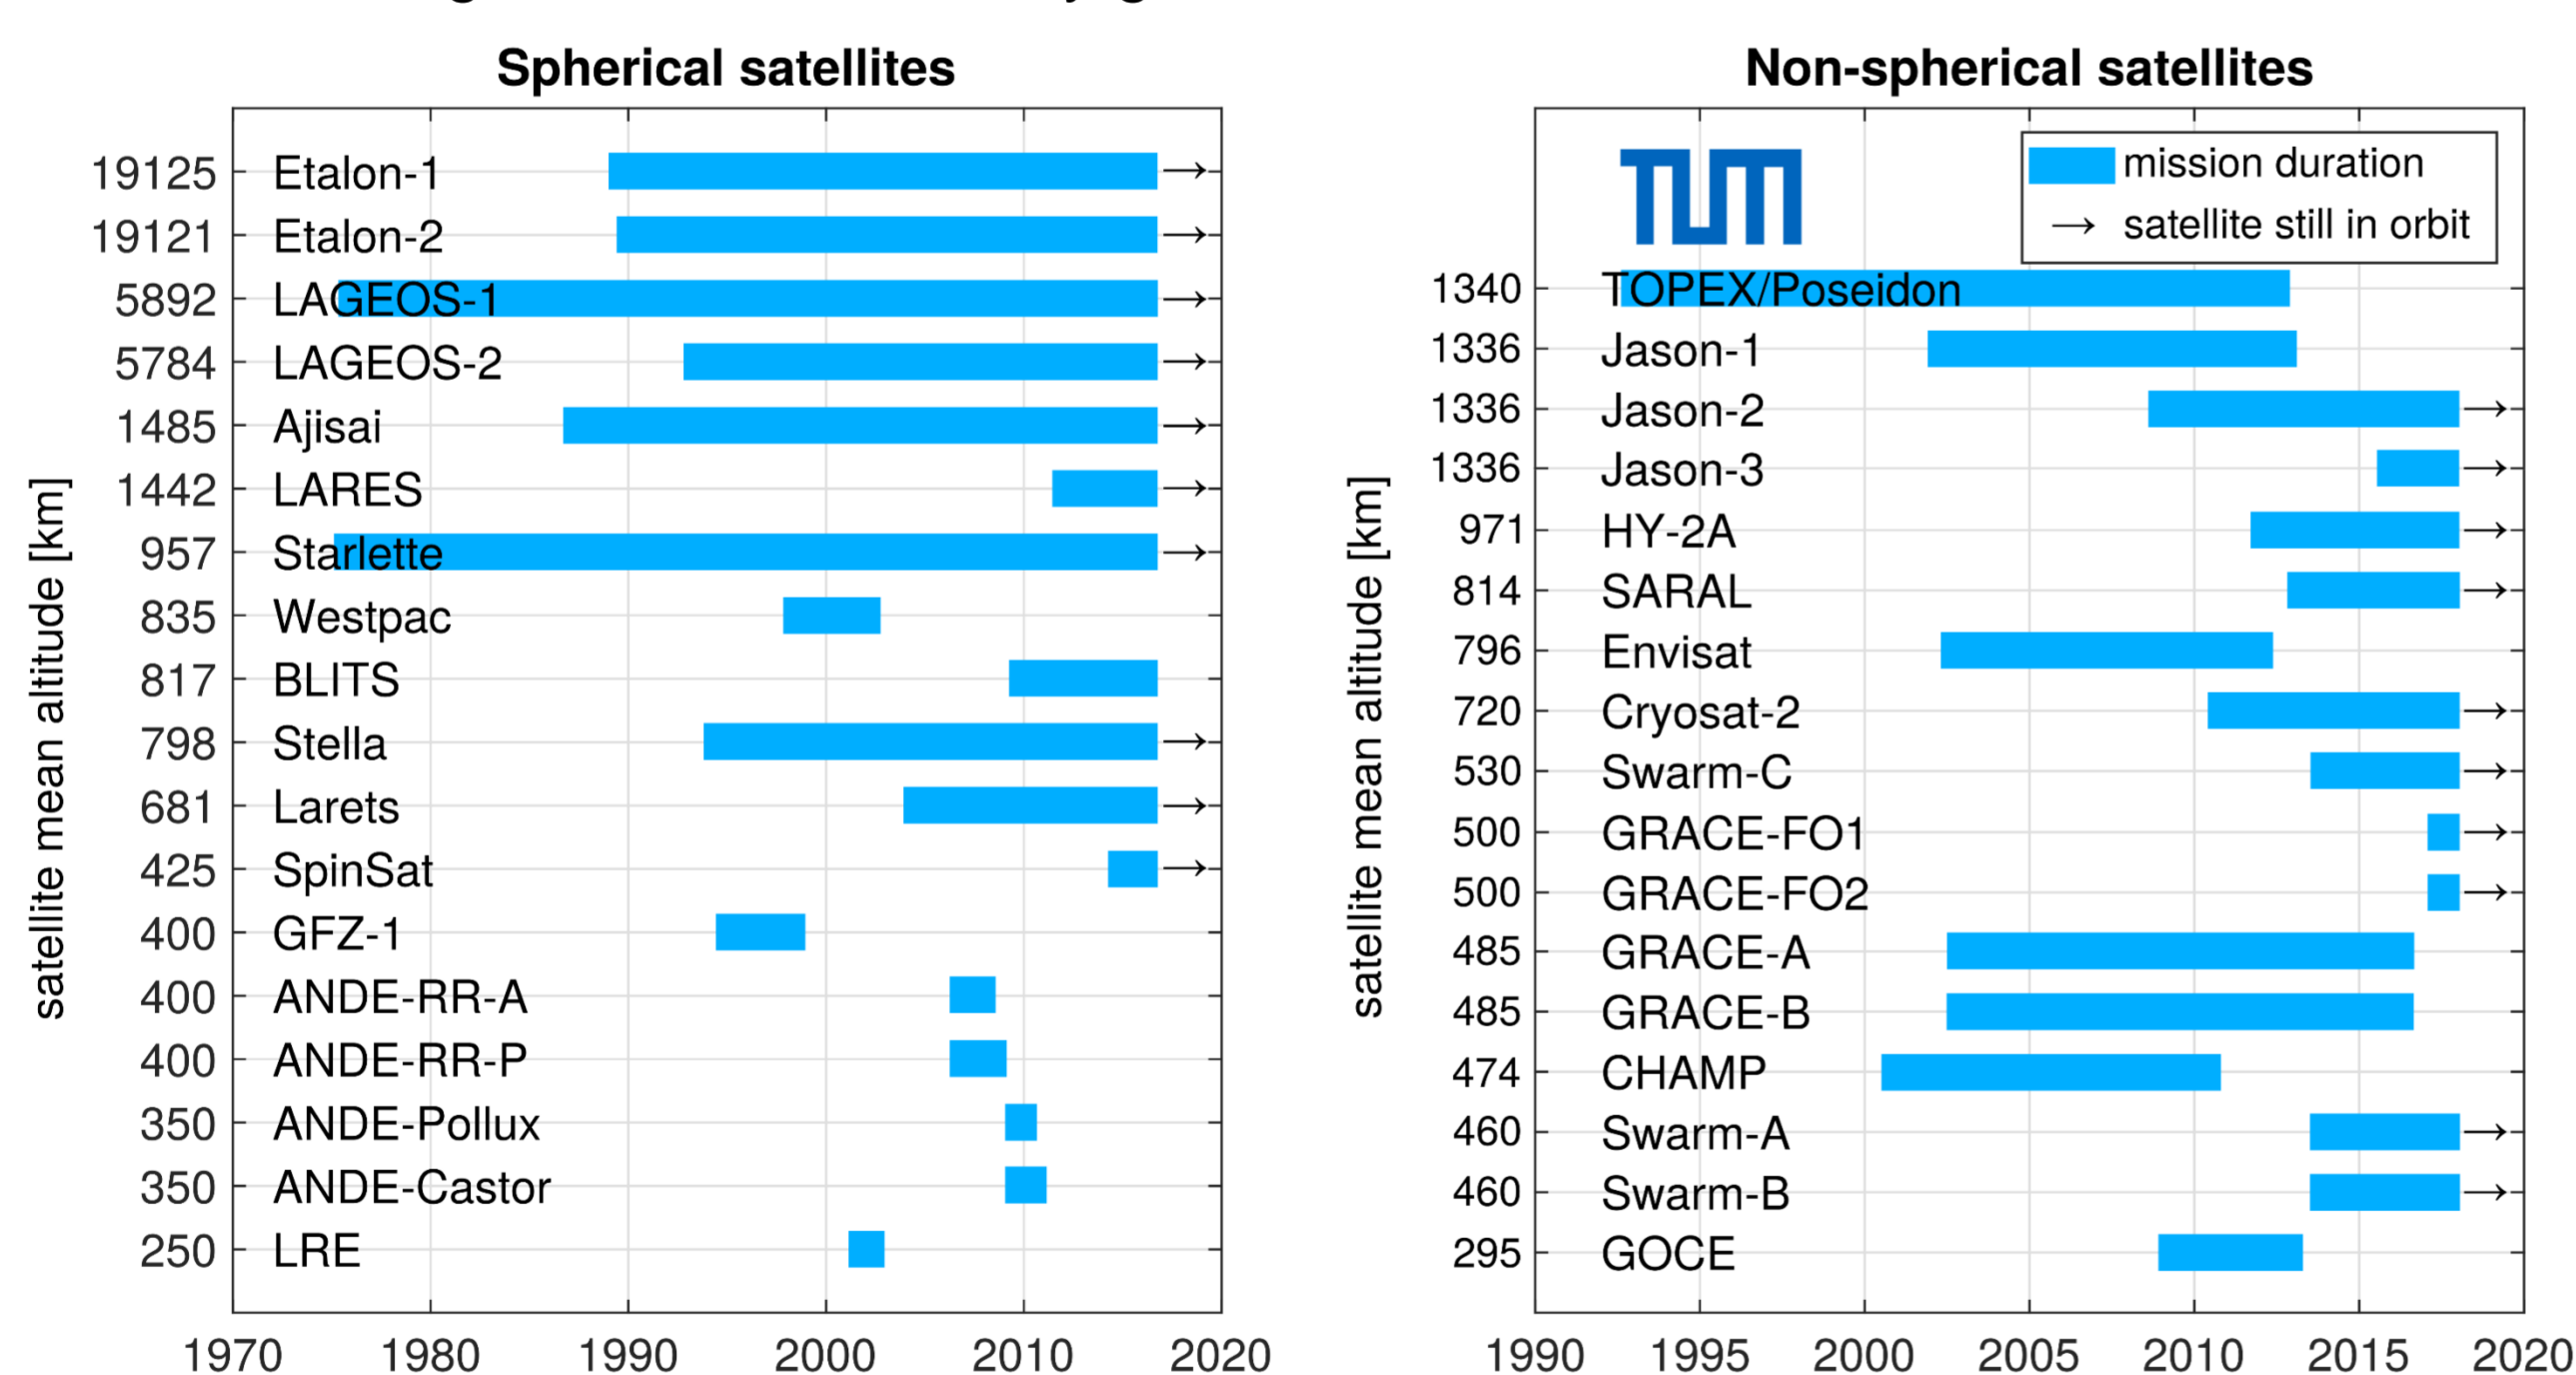 Spherical satellites
19125 Etalon-1
19121 Etalon-2
5892 LAGEOS-1
5784 LAGEOS-2
1485 Ajisai
1442 LARES
957 Starlette
835 Westpac
817 BLITS
798 Stella
681 Larets
425 SpinSat
400 GFZ-1
400 ANDE-RR-A
400 ANDE-RR-P
350 ANDE-Pollux
350 ANDE-Castor
250 LRE
satellite mean altitude [km]
1970 1980 1990 2000 2010 2020
Non-spherical satellites
TUM
mission duration
→ satellite still in orbit
1340 TOPEX/Poseidon
1336 Jason-1
1336 Jason-2
1336 Jason-3
971 HY-2A
814 SARAL
796 Envisat
720 Cryosat-2
530 Swarm-C
500 GRACE-FO1
500 GRACE-FO2
485 GRACE-A
485 GRACE-B
474 CHAMP
460 Swarm-A
460 Swarm-B
295 GOCE
satellite mean altitude [km]
1990 1995 2000 2005 2010 2015 2020